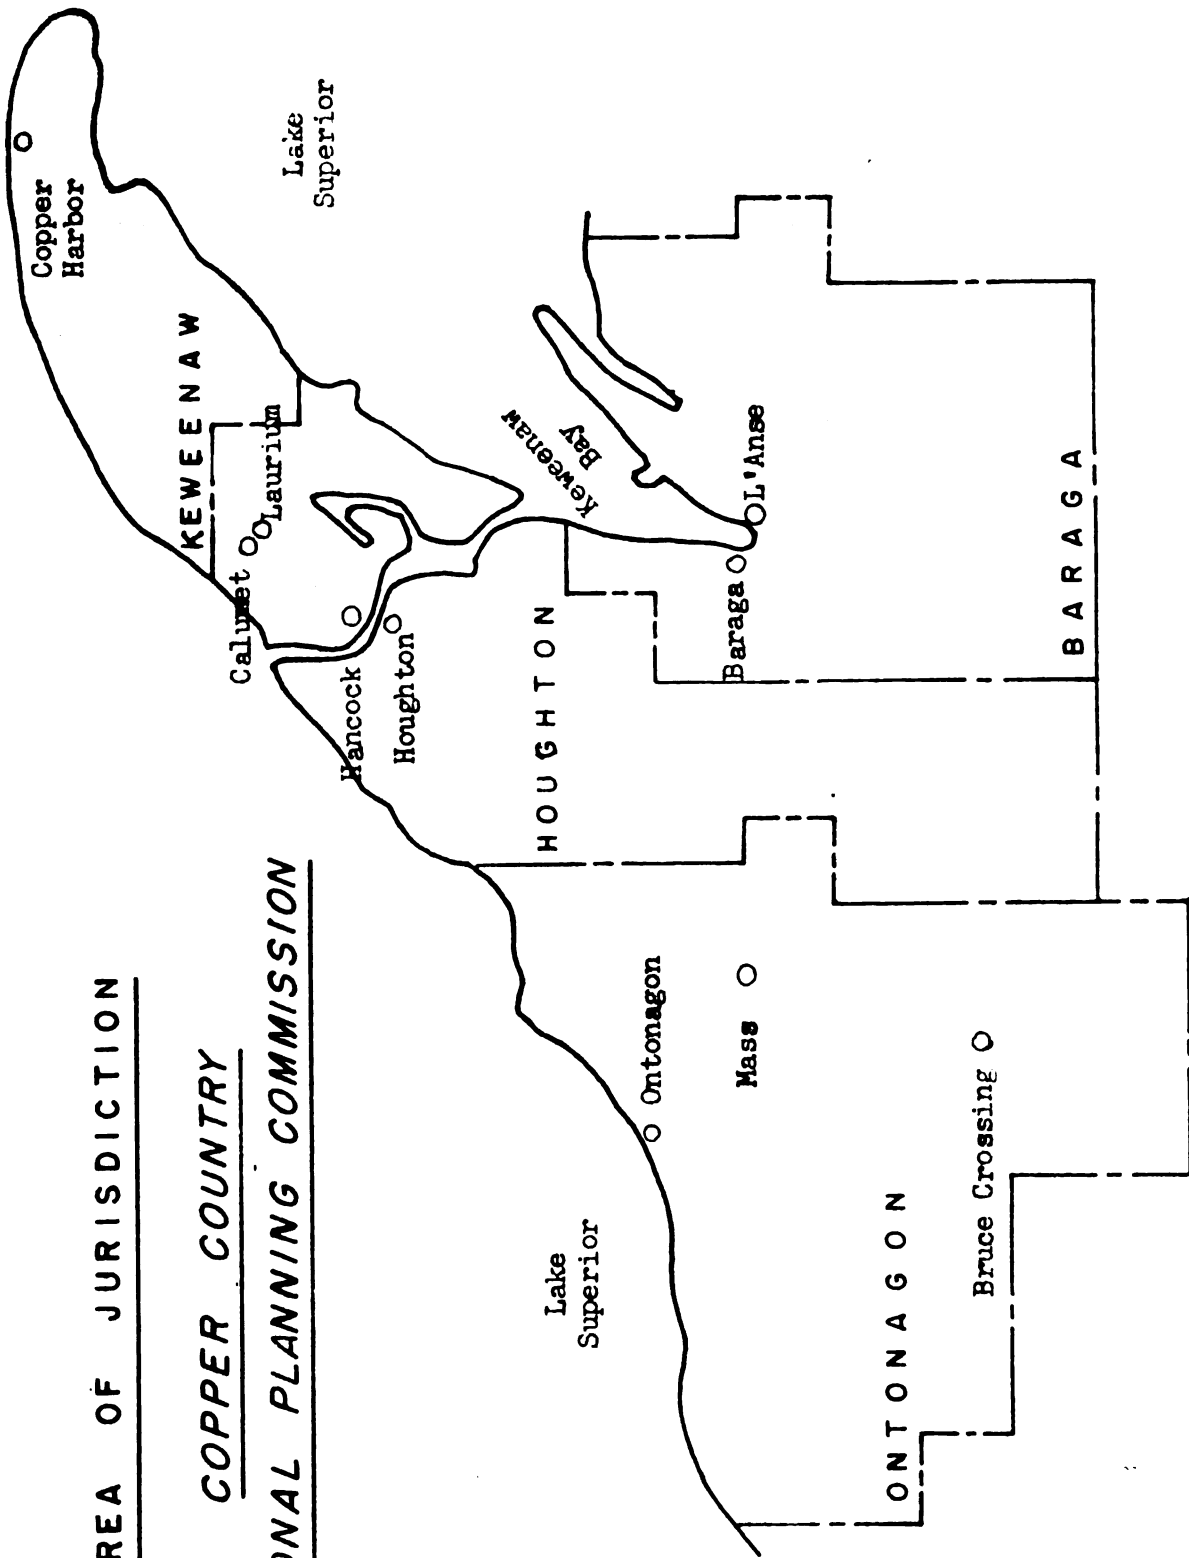 REA OF JURISDICTION
COPPER COUNTRY
ONAL PLANNING COMMISSION
Copper
Harbor
Lake
Superior
KEWEENAW
Calumet
Laurium
Hancock
Houghton
Keweenaw
Bay
HOUGHTON
L'Anse
Baraga
BARAGA
Lake
Superior
Ontonagon
Mass
ONTONAGON
Bruce Crossing